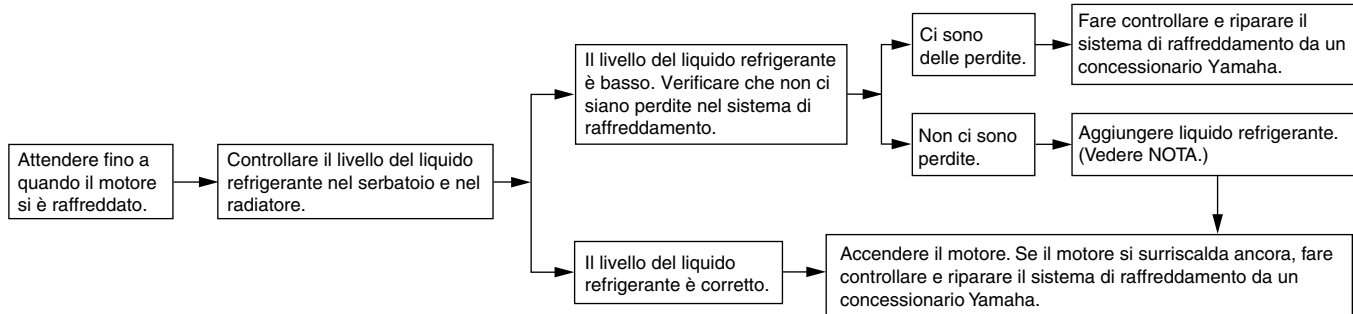 Attendere fino a
quando il motore
si è raffreddato.
Controllare il livello del liquido
refrigerante nel serbatoio e nel
radiatore.
Il livello del liquido refrigerante
è basso. Verificare che non ci
siano perdite nel sistema di
raffreddamento.
Ci sono
delle perdite.
Fare controllare e riparare il
sistema di raffreddamento da un
concessionario Yamaha.
Non ci sono
perdite.
Aggiungere liquido refrigerante.
(Vedere NOTA.)
Il livello del liquido
refrigerante è corretto.
Accendere il motore. Se il motore si surriscalda ancora, fare
controllare e riparare il sistema di raffreddamento da un
concessionario Yamaha.